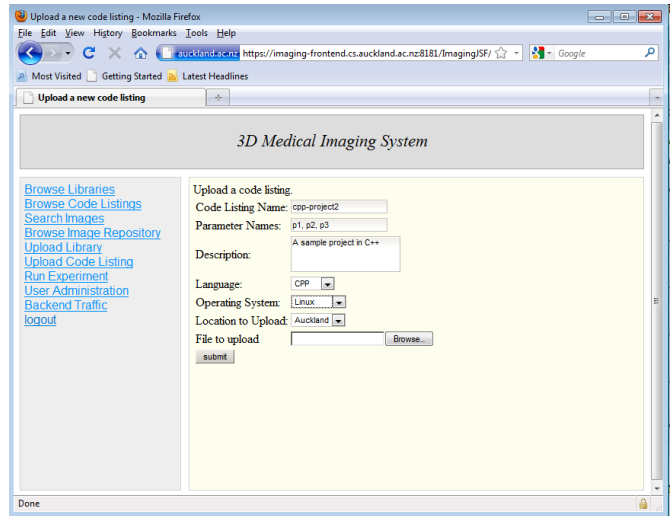 Upload a new code listing - Mozilla Firefox
File Edit View History Bookmarks Tools Help
auckland.ac.nz https://imaging-frontend.cs.auckland.ac.nz:8181/ImagingJSF/ Google
Most Visited Getting Started Latest Headlines
Upload a new code listing
3D Medical Imaging System
Browse Libraries
Browse Code Listings
Search Images
Browse Image Repository
Upload Library
Upload Code Listing
Run Experiment
User Administration
Backend Traffic
logout
Upload a code listing.
Code Listing Name: cpp-project2
Parameter Names: p1, p2, p3
Description: A sample project in C++
Language: CPP
Operating System: Linux
Location to Upload: Auckland
File to upload Browse...
submit
Done